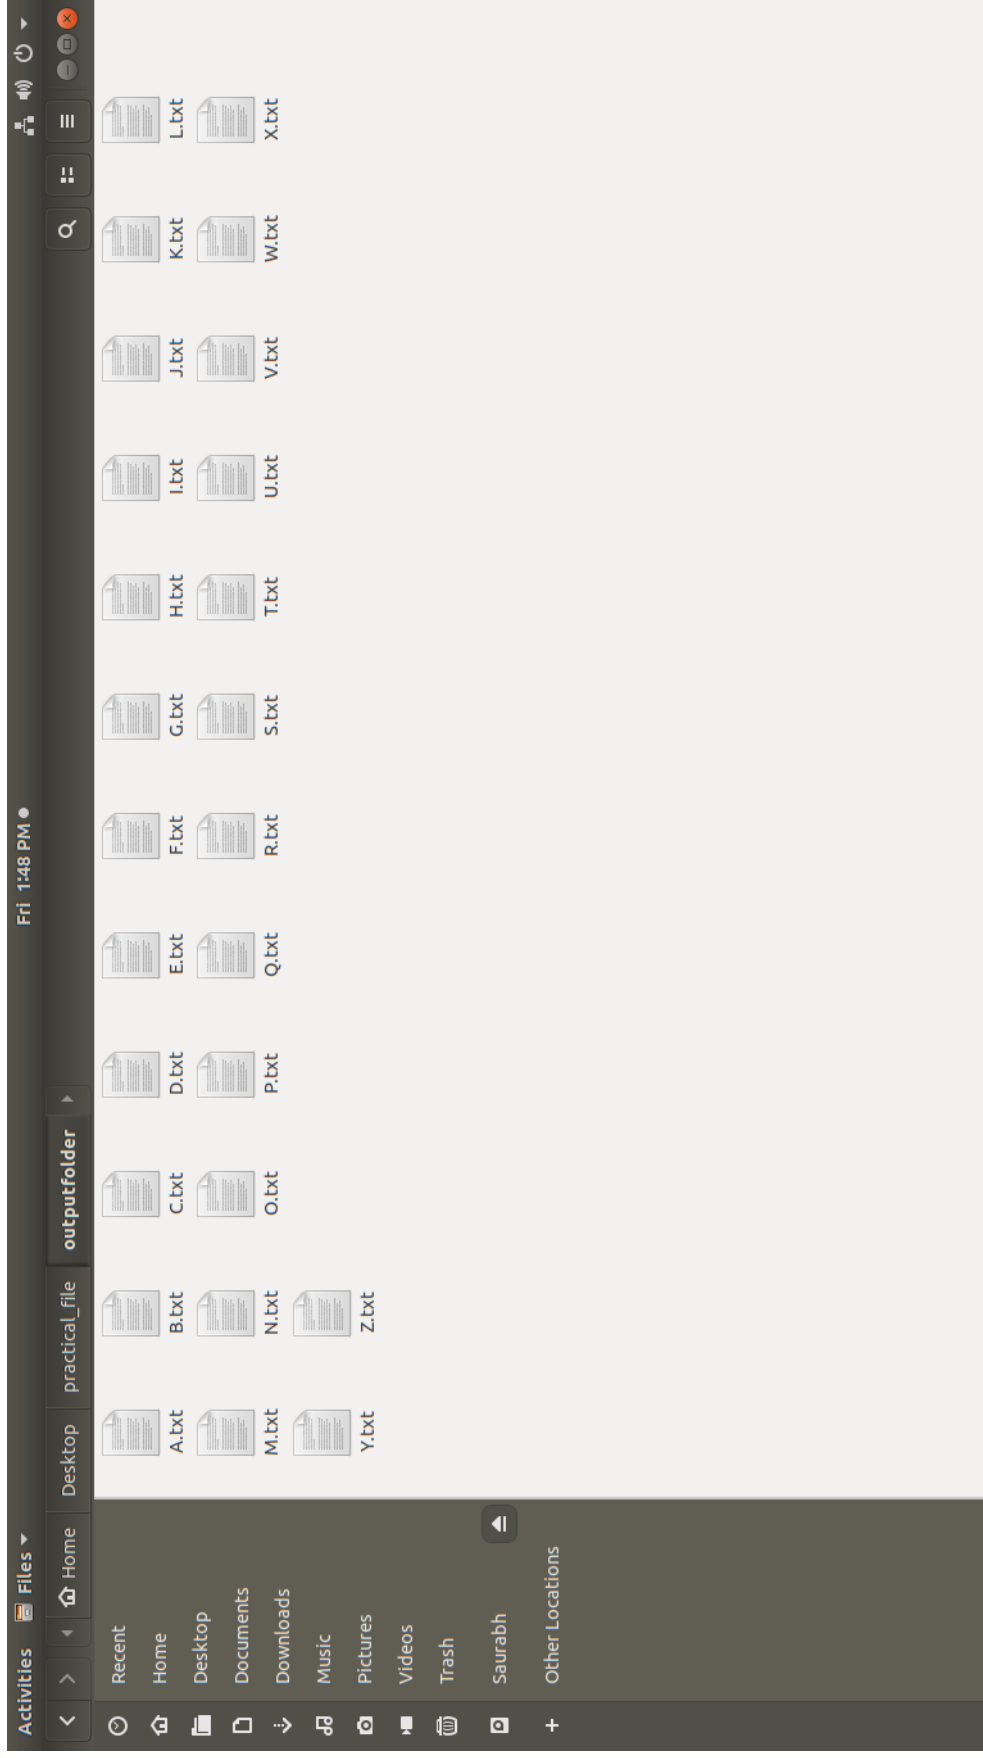 Activities Files Fri 1:48 PM
Home Desktop practical_file outputfolder
Recent
Home
Desktop
Documents
Downloads
Music
Pictures
Videos
Trash
Saurabh
Other Locations
A.txt B.txt C.txt D.txt E.txt F.txt G.txt H.txt I.txt J.txt K.txt L.txt
M.txt N.txt O.txt P.txt Q.txt R.txt S.txt T.txt U.txt V.txt W.txt X.txt
Y.txt Z.txt